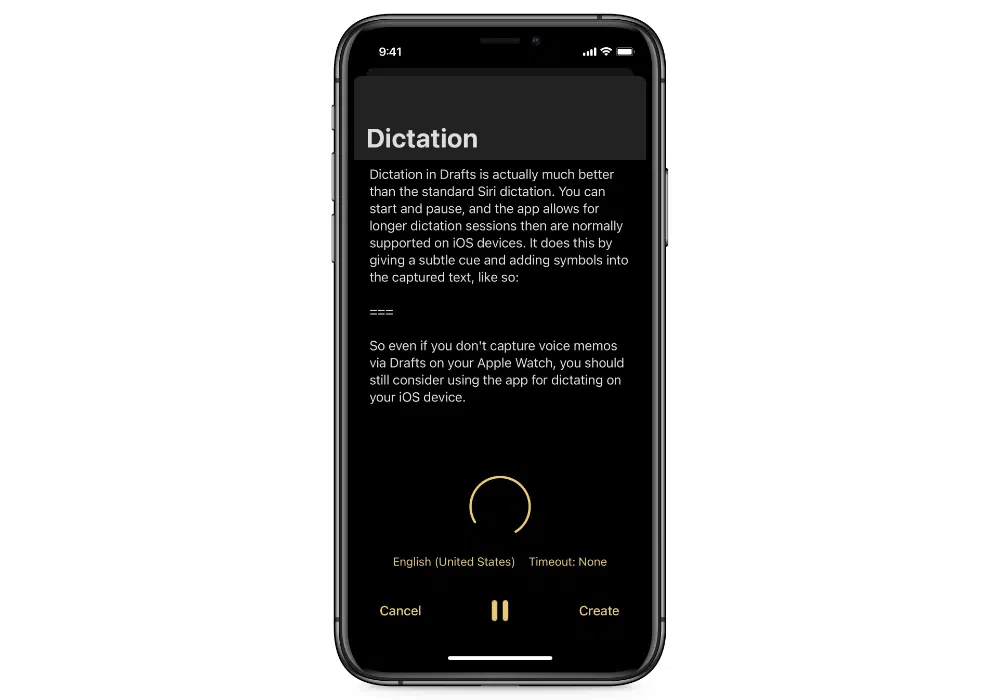 9:41
Dictation
Dictation in Drafts is actually much better
than the standard Siri dictation. You can
start and pause, and the app allows for
longer dictation sessions then are normally
supported on iOS devices. It does this by
giving a subtle cue and adding symbols into
the captured text, like so:
===
So even if you don't capture voice memos
via Drafts on your Apple Watch, you should
still consider using the app for dictating on
your iOS device.
English (United States) Timeout: None
Cancel Create